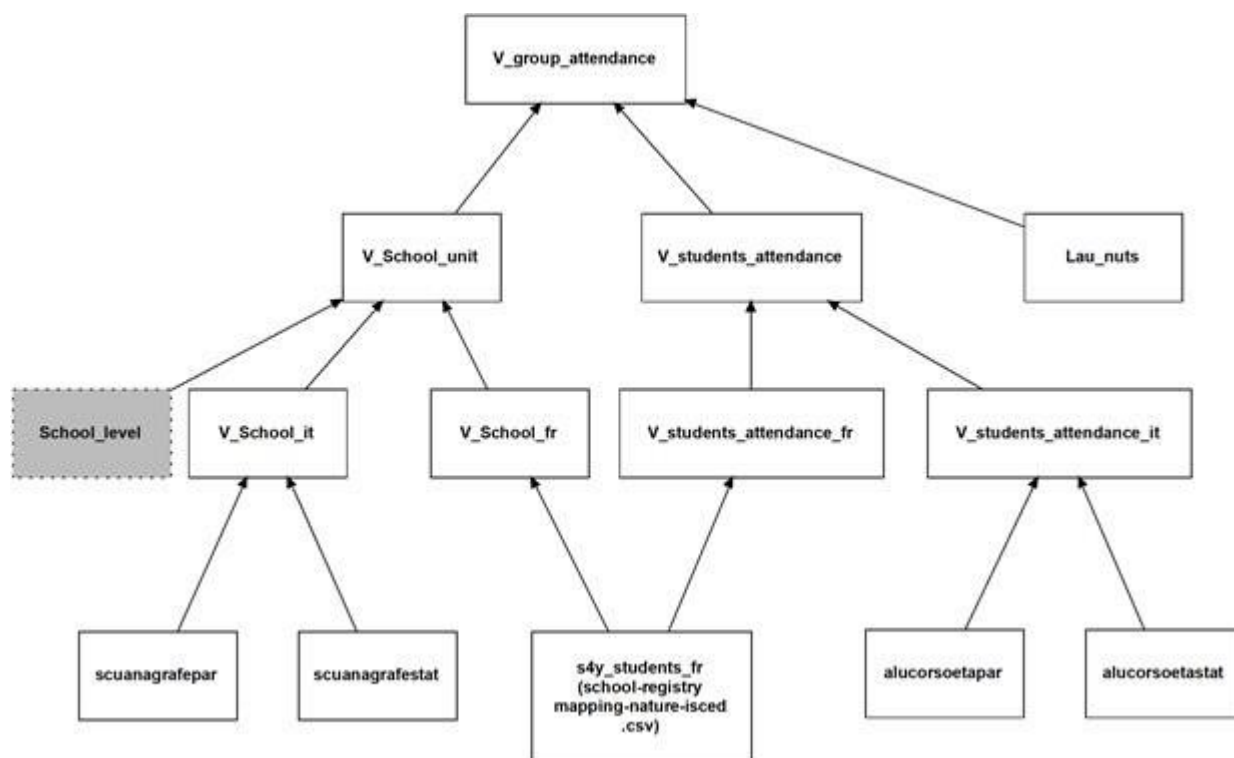 V_group_attendance
V_School_unit
V_students_attendance
Lau_nuts
School_level
V_School_it
V_School_fr
V_students_attendance_fr
V_students_attendance_it
scuanagrafepar
scuanagrafestat
s4y_students_fr
(school-registry
mapping-nature-isced
.csv)
alucorsoetapar
alucorsoetastat